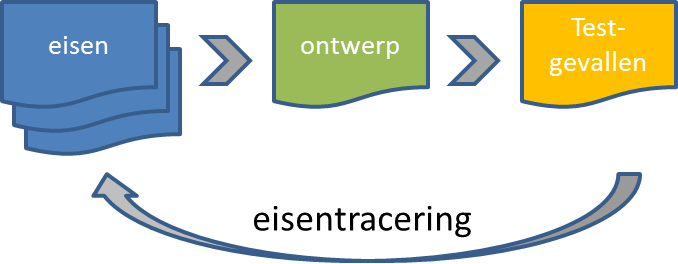 eisen
ontwerp
Test-
gevallen
eisentracering